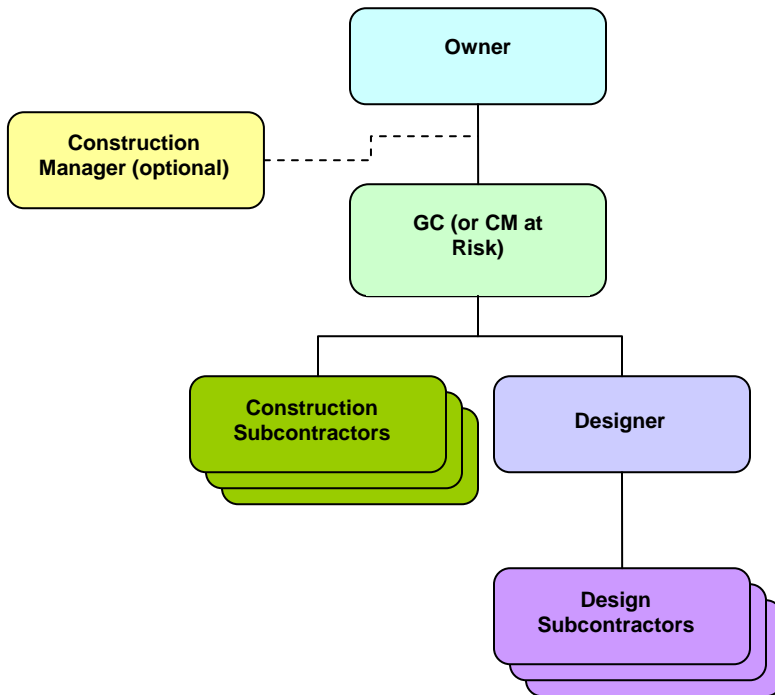 Owner
Construction
Manager (optional)
GC (or CM at
Risk)
Construction
Subcontractors
Designer
Design
Subcontractors